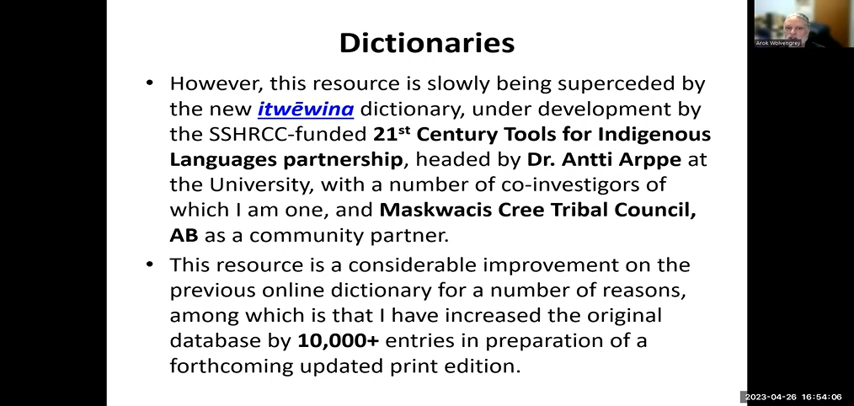 Dictionaries
• However, this resource is slowly being superceded by
the new itwēwina dictionary, under development by
the SSHRCC-funded 21st Century Tools for Indigenous
Languages partnership, headed by Dr. Antti Arppe at
the University, with a number of co-investigors of
which I am one, and Maskwacis Cree Tribal Council,
AB as a community partner.
• This resource is a considerable improvement on the
previous online dictionary for a number of reasons,
among which is that I have increased the original
database by 10,000+ entries in preparation of a
forthcoming updated print edition.
Arok Wolvengrey
2023-04-26 16:54:06